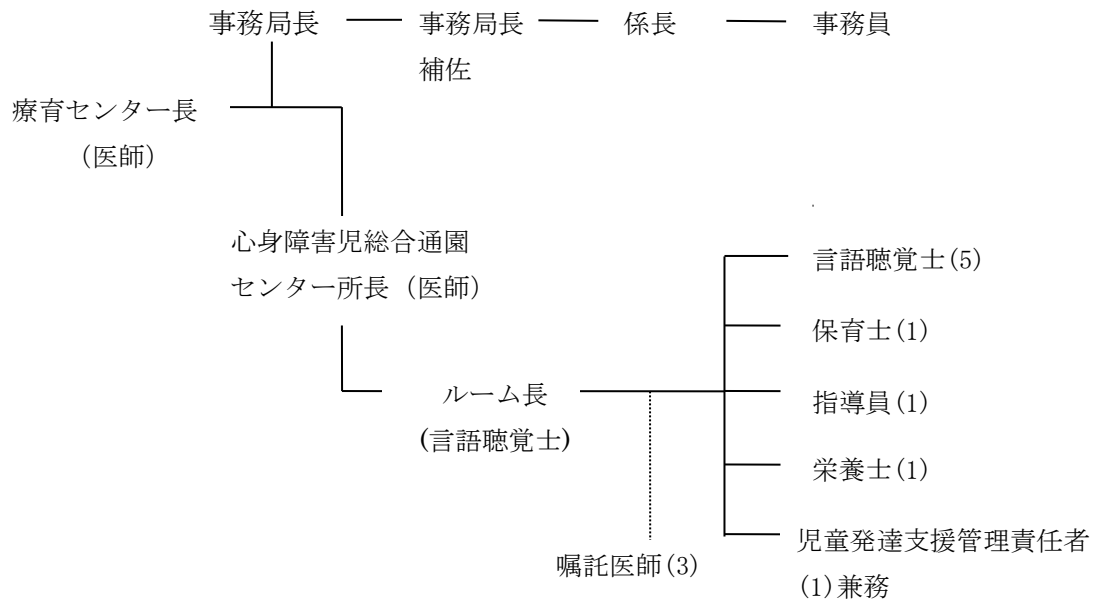 事務局長
事務局長
補佐
係長
事務員
療育センター長
（医師）
心身障害児総合通園
センター所長（医師）
ルーム長
(言語聴覚士)
言語聴覚士(5)
保育士(1)
指導員(1)
栄養士(1)
児童発達支援管理責任者
(1)兼務
嘱託医師(3)